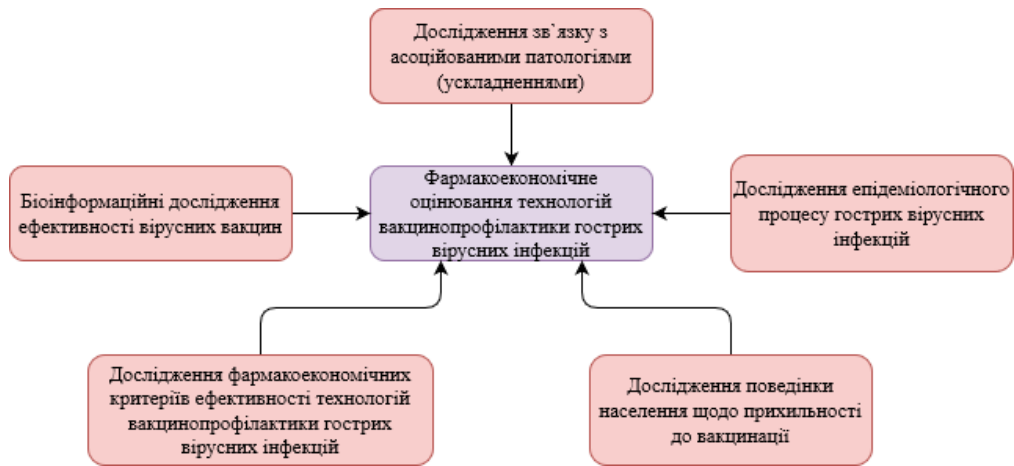 Дослідження зв`язку з
асоційованими патологіями
(ускладненнями)
Біоінформаційні дослідження
ефективності вірусних вакцин
Фармакоекономічне
оцінювання технологій
вакцинопрофілактики гострих
вірусних інфекцій
Дослідження епідеміологічного
процесу гострих вірусних
інфекцій
Дослідження фармакоекономічних
критеріїв ефективності технологій
вакцинопрофілактики гострих
вірусних інфекцій
Дослідження поведінки
населення щодо прихильності
до вакцинації